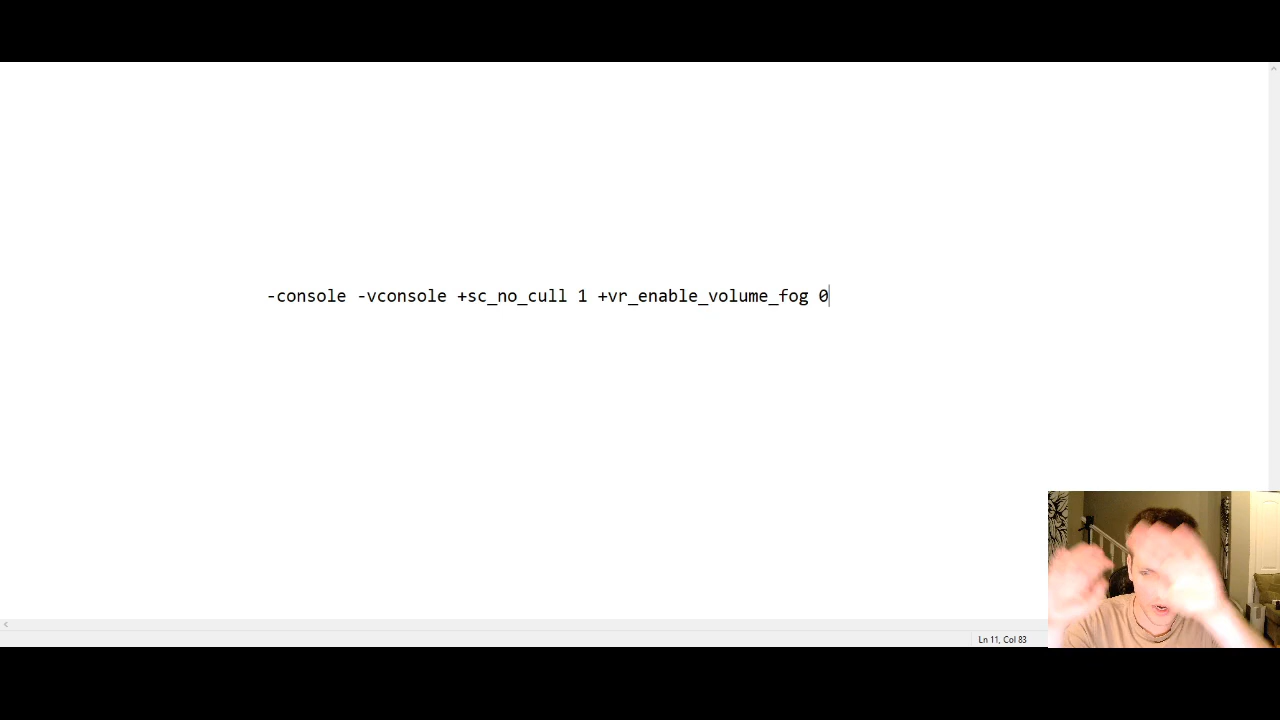 -console -vconsole +sc_no_cull 1 +vr_enable_volume_fog 0
Ln 11, Col 83